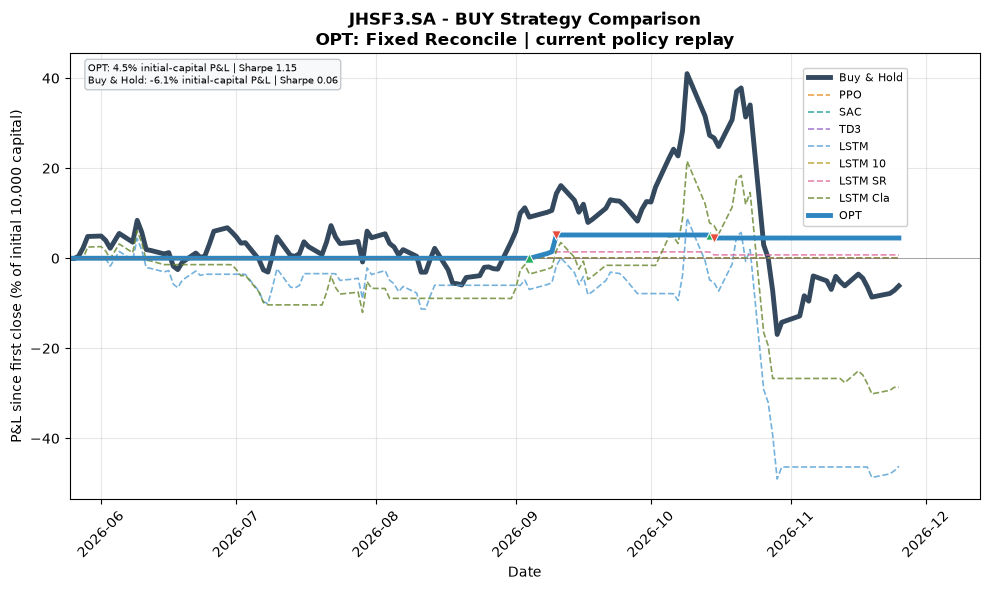 JHSF3.SA - BUY Strategy Comparison
OPT: Fixed Reconcile | current policy replay
OPT: 4.5% initial-capital P&L | Sharpe 1.15
Buy & Hold: -6.1% initial-capital P&L | Sharpe 0.06
Buy & Hold
PPO
SAC
TD3
LSTM
LSTM 10
LSTM SR
LSTM Cla
OPT
P&L since first close (% of initial 10,000 capital)
40
20
0
−20
−40
2026-06
2026-07
2026-08
2026-09
2026-10
2026-11
2026-12
Date